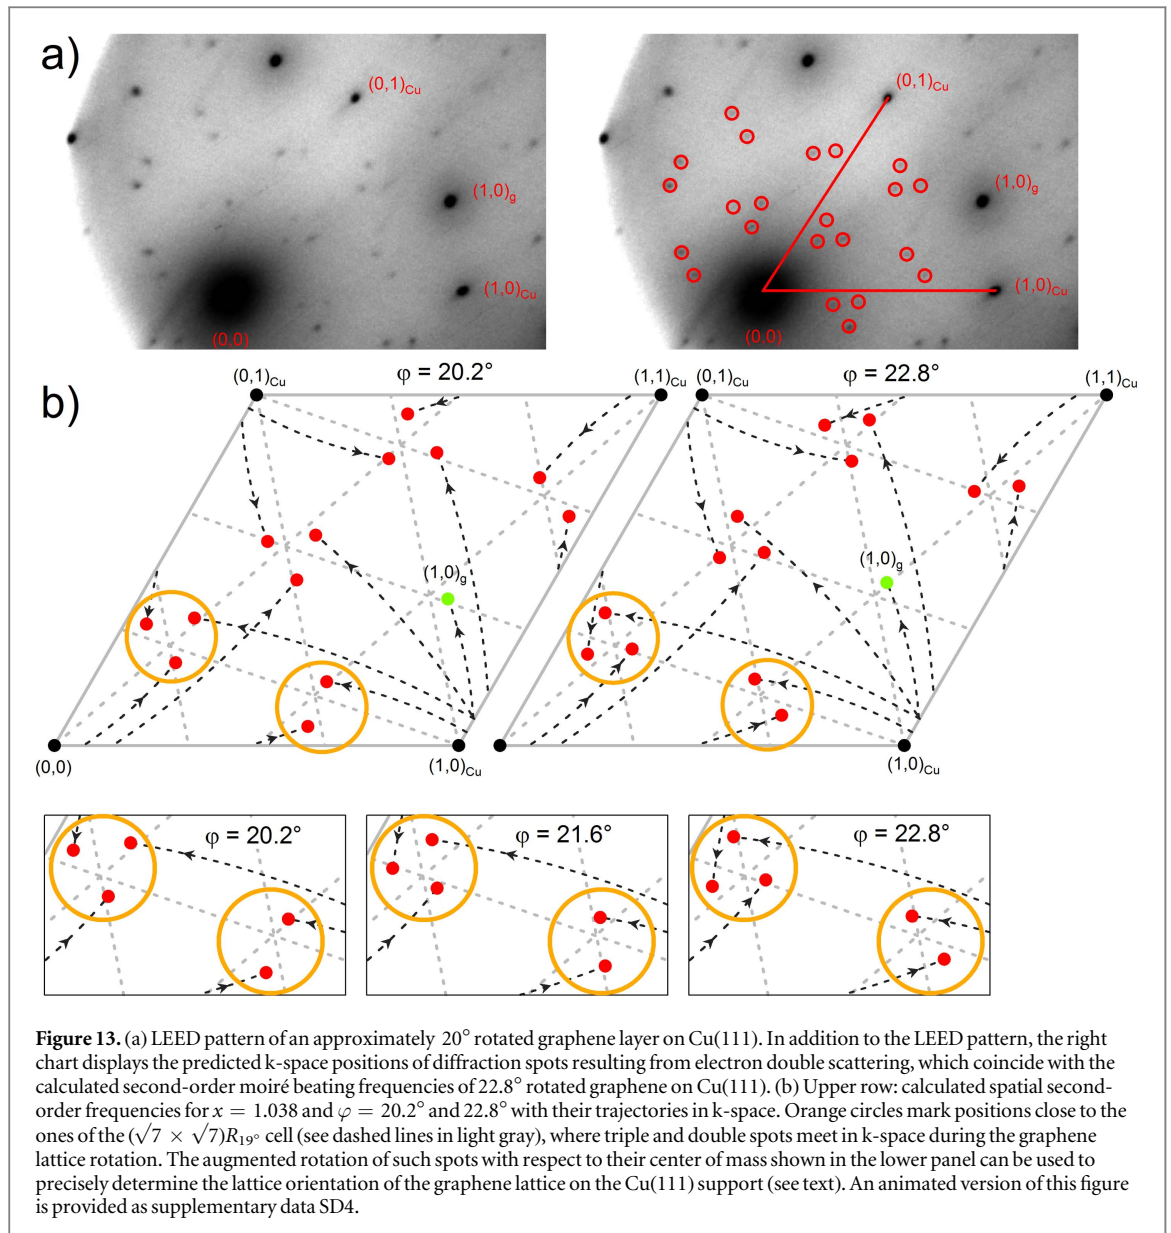 a)
(0,1)Cu
(1,0)g
(1,0)Cu
(0,0)
(0,1)Cu
(1,0)g
(1,0)Cu
(0,0)
b)
(0,1)Cu
φ = 20.2°
(1,1)Cu
(0,1)Cu
φ = 22.8°
(1,1)Cu
(1,0)g
(1,0)g
(0,0)
(1,0)Cu
(1,0)Cu
φ = 20.2°
φ = 21.6°
φ = 22.8°
Figure 13. (a) LEED pattern of an approximately 20° rotated graphene layer on Cu(111). In addition to the LEED pattern, the right
chart displays the predicted k-space positions of diffraction spots resulting from electron double scattering, which coincide with the
calculated second-order moiré beating frequencies of 22.8° rotated graphene on Cu(111). (b) Upper row: calculated spatial second-
order frequencies for x = 1.038 and φ = 20.2° and 22.8° with their trajectories in k-space. Orange circles mark positions close to the
ones of the (√7 × √7)R19° cell (see dashed lines in light gray), where triple and double spots meet in k-space during the graphene
lattice rotation. The augmented rotation of such spots with respect to their center of mass shown in the lower panel can be used to
precisely determine the lattice orientation of the graphene lattice on the Cu(111) support (see text). An animated version of this figure
is provided as supplementary data SD4.